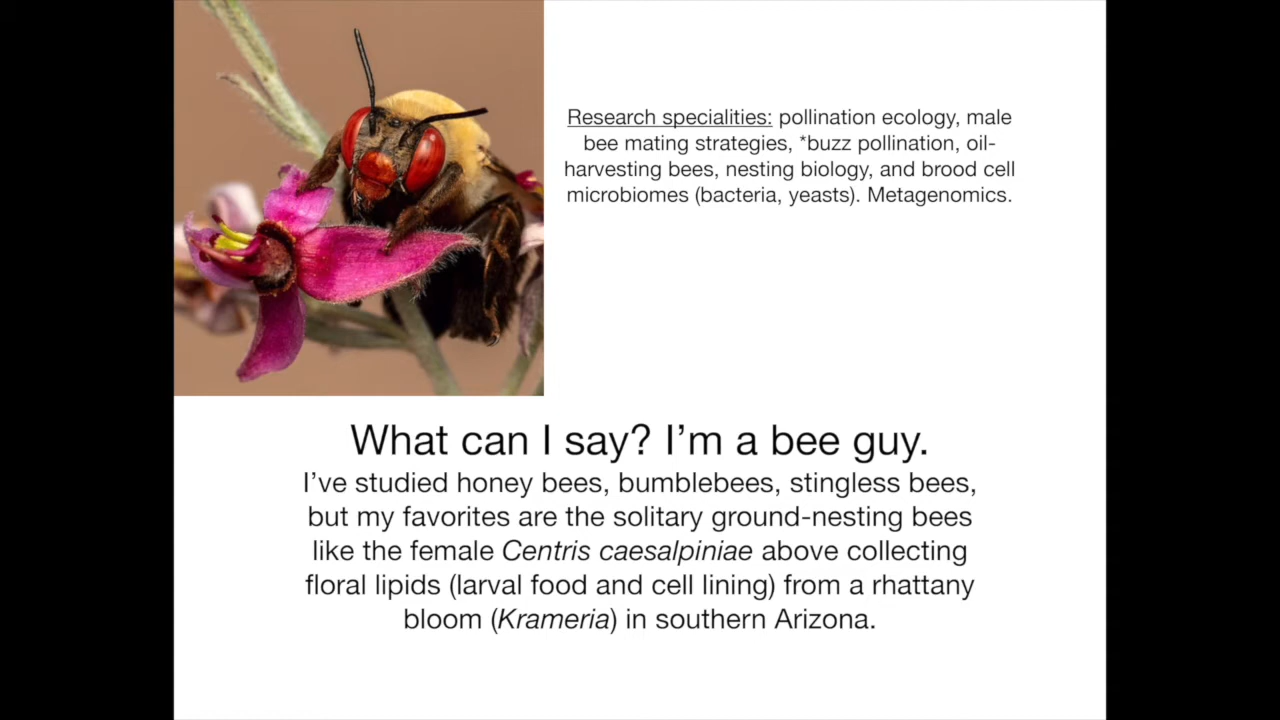 Research specialities: pollination ecology, male
bee mating strategies, *buzz pollination, oil-
harvesting bees, nesting biology, and brood cell
microbiomes (bacteria, yeasts). Metagenomics.
What can I say? I’m a bee guy.
I’ve studied honey bees, bumblebees, stingless bees,
but my favorites are the solitary ground-nesting bees
like the female Centris caesalpiniae above collecting
floral lipids (larval food and cell lining) from a rhattany
bloom (Krameria) in southern Arizona.